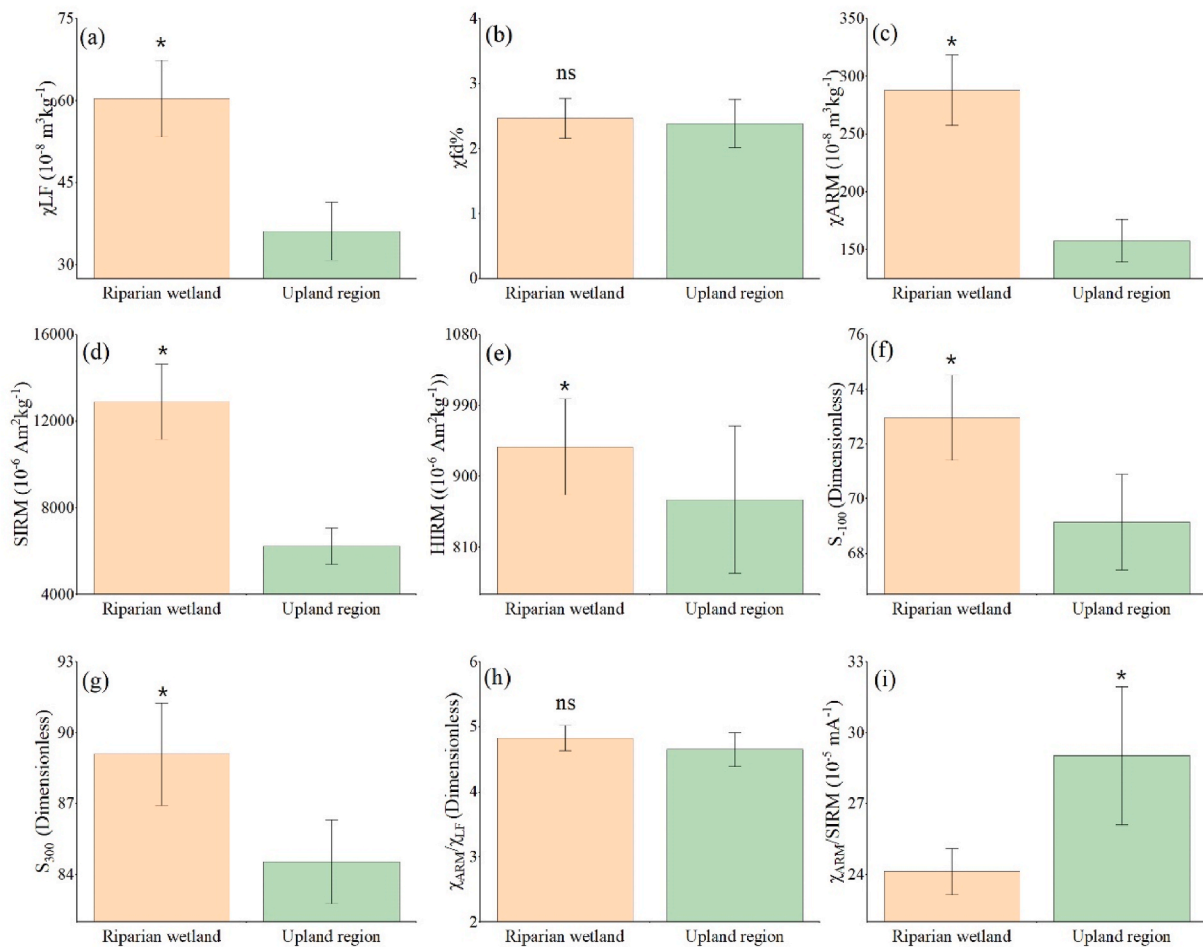 (a)
*
χLF (10⁻⁸ m³kg⁻¹)
75
60
45
30
Riparian wetland
Upland region
(b)
ns
χfd%
4
3
2
1
0
Riparian wetland
Upland region
(c)
*
χARM (10⁻⁸ m³kg⁻¹)
350
300
250
200
150
Riparian wetland
Upland region
(d)
*
SIRM (10⁻⁶ Am²kg⁻¹)
16000
12000
8000
4000
Riparian wetland
Upland region
(e)
*
HIRM ((10⁻⁶ Am²kg⁻¹))
1080
990
900
810
Riparian wetland
Upland region
(f)
*
S₋₁₀₀ (Dimensionless)
76
74
72
70
68
Riparian wetland
Upland region
(g)
*
S₃₀₀ (Dimensionless)
93
90
87
84
Riparian wetland
Upland region
(h)
ns
χ_ARM/χ_LF (Dimensionless)
6
5
4
3
2
Riparian wetland
Upland region
(i)
*
χ_ARM/SIRM (10⁻⁵ mA⁻¹)
33
30
27
24
Riparian wetland
Upland region